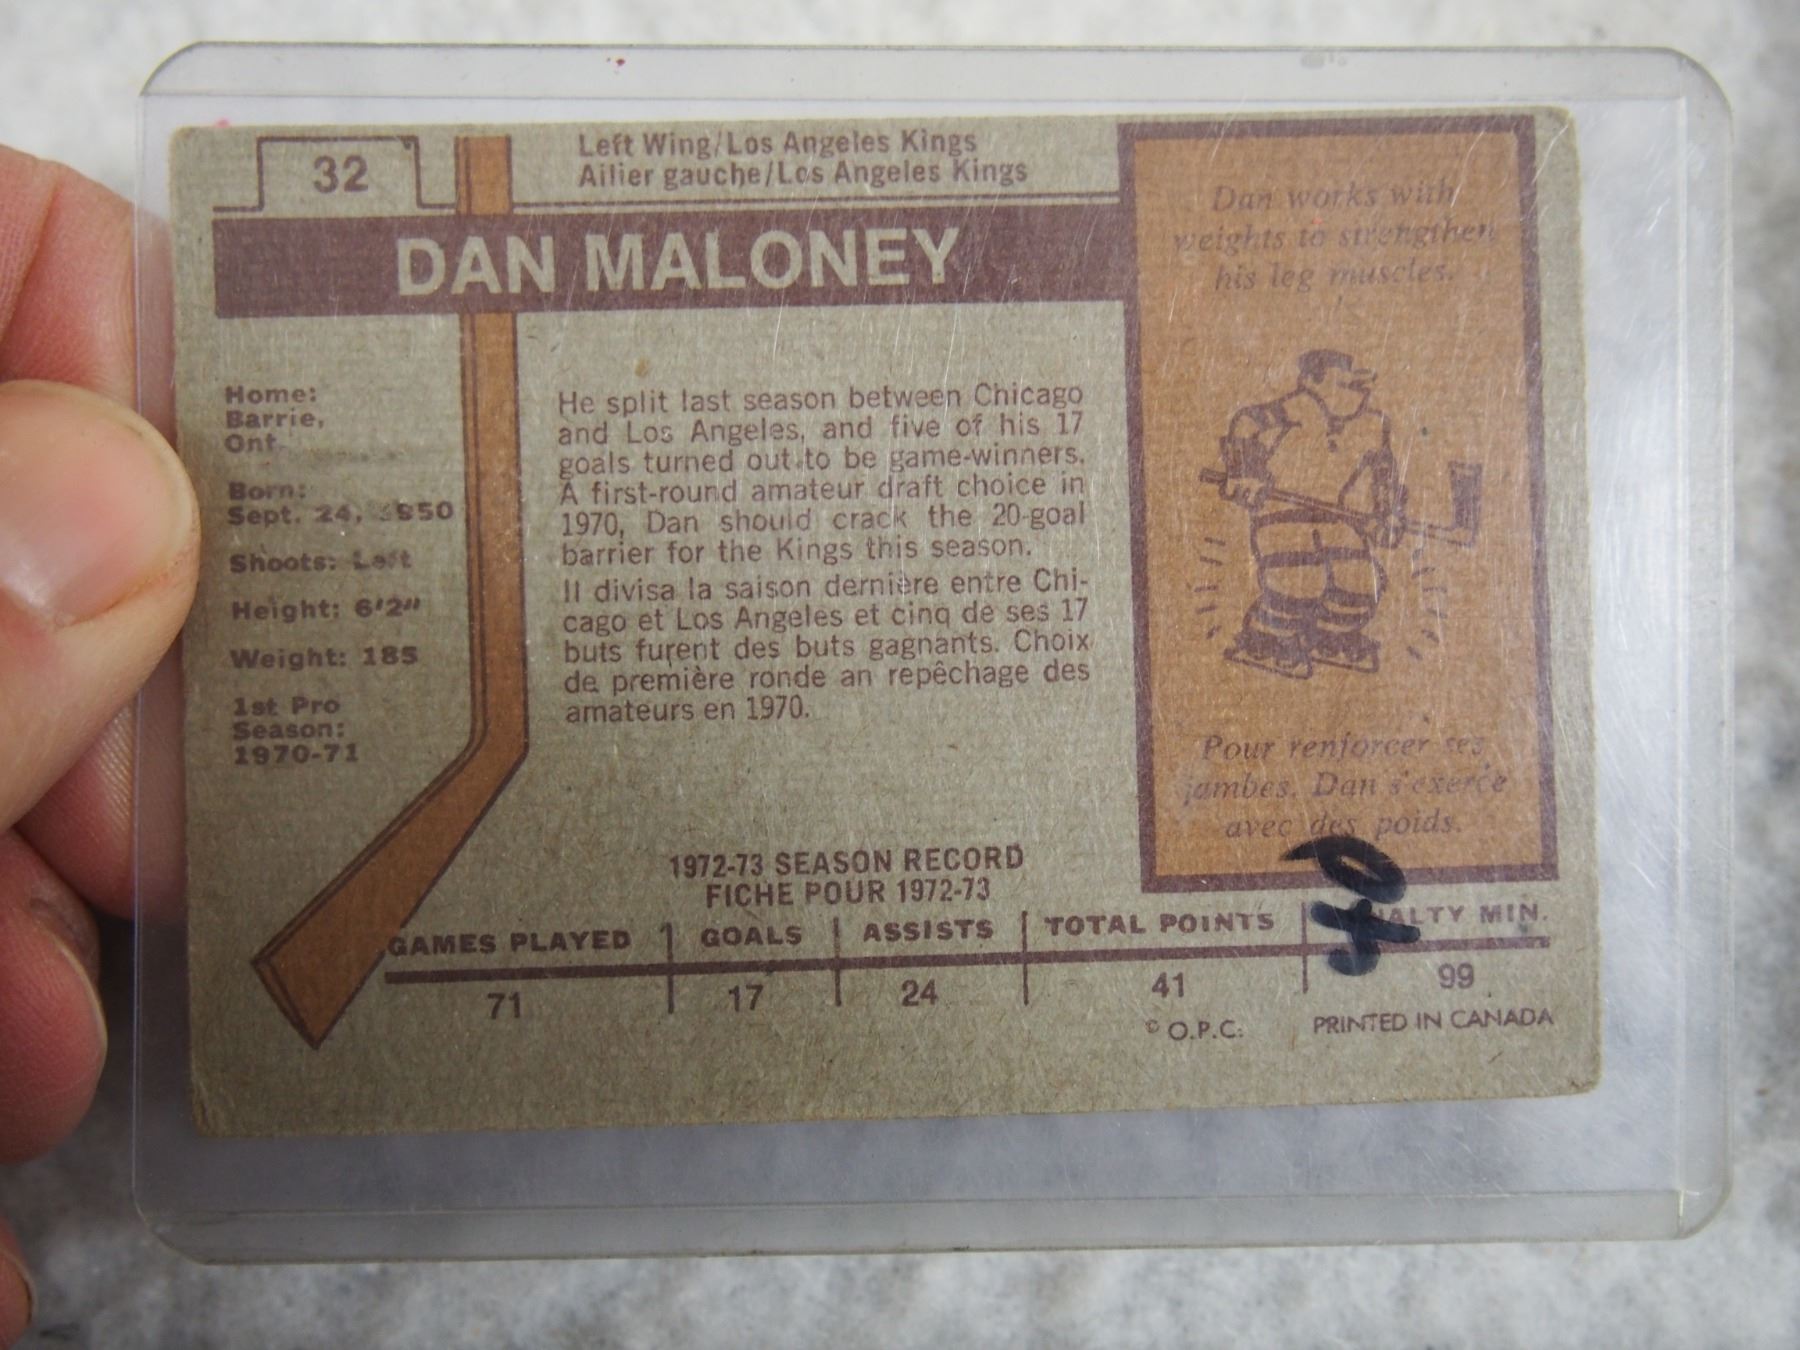 32
Left Wing/Los Angeles Kings
Ailier gauche/Los Angeles Kings
DAN MALONEY
Home:
Barrie,
Ont.
Born:
Sept. 24, 1950
Shoots: Left
Height: 6'2"
Weight: 185
1st Pro
Season:
1970-71
He split last season between Chicago
and Los Angeles, and five of his 17
goals turned out to be game-winners.
A first-round amateur draft choice in
1970, Dan should crack the 20-goal
barrier for the Kings this season.
Il divisa la saison dernière entre Chi-
cago et Los Angeles et cinq de ses 17
buts furent des buts gagnants. Choix
de première ronde an repêchage des
amateurs en 1970.
Dan works with
weights to strengthen
his leg muscles.
Pour renforcer ses
jambes, Dan s'exerce
avec des poids.
1972-73 SEASON RECORD
FICHE POUR 1972-73
GAMES PLAYED GOALS ASSISTS TOTAL POINTS PENALTY MIN.
71 17 24 41 99
© O.P.C. PRINTED IN CANADA